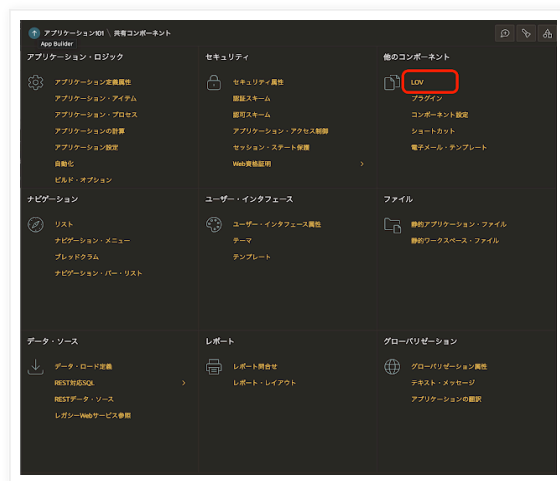 アプリケーション101 \ 共有コンポーネント
App Builder
アプリケーション・ロジック
アプリケーション定義属性
アプリケーション・アイテム
アプリケーション・プロセス
アプリケーションの計算
アプリケーション設定
自動化
ビルド・オプション
セキュリティ
セキュリティ属性
認証スキーム
認可スキーム
アプリケーション・アクセス制御
セッション・ステート保護
Web資格証明
他のコンポーネント
LOV
プラグイン
コンポーネント設定
ショートカット
電子メール・テンプレート
ナビゲーション
リスト
ナビゲーション・メニュー
ブレッドクラム
ナビゲーション・バー・リスト
ユーザー・インタフェース
ユーザー・インタフェース属性
テーマ
テンプレート
ファイル
静的アプリケーション・ファイル
静的ワークスペース・ファイル
データ・ソース
データ・ロード定義
REST対応SQL
RESTデータ・ソース
レガシーWebサービス参照
レポート
レポート問合せ
レポート・レイアウト
グローバリゼーション
グローバリゼーション属性
テキスト・メッセージ
アプリケーションの翻訳